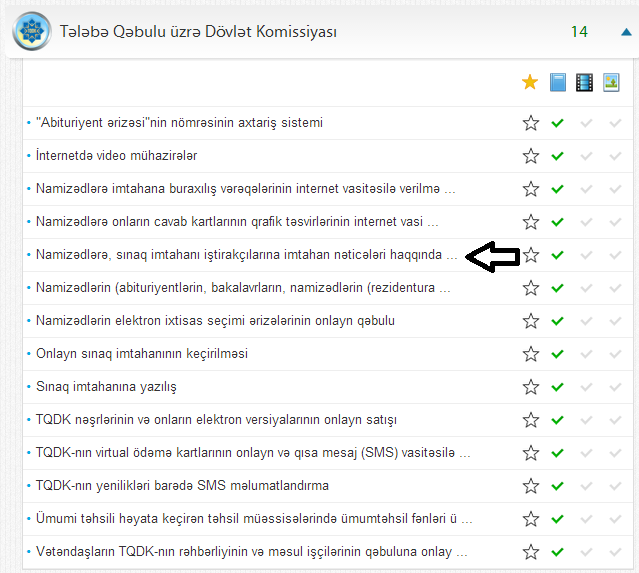 Tələbə Qəbulu üzrə Dövlət Komissiyası 14
• "Abituriyent ərizəsi"nin nömrəsinin axtariş sistemi
• İnternetdə video mühazirələr
• Namizədlərə imtahana buraxılış vərəqələrinin internet vasitəsilə verilmə ...
• Namizədlərə onların cavab kartlarının qrafik təsvirlərinin internet vasi ...
• Namizədlərə, sınaq imtahanı iştirakçılarına imtahan nəticələri haqqında ...
• Namizədlərin (abituriyentlərin, bakalavrların, namizədlərin (rezidentura ...
• Namizədlərin elektron ixtisas seçimi ərizələrinin onlayn qəbulu
• Onlayn sınaq imtahanının keçirilməsi
• Sınaq imtahanına yazılış
• TQDK nəşrlərinin və onların elektron versiyalarının onlayn satışı
• TQDK-nın virtual ödəmə kartlarının onlayn və qısa mesaj (SMS) vasitəsilə ...
• TQDK-nın yenilikləri barədə SMS məlumatlandırma
• Ümumi təhsili həyata keçirən təhsil müəssisələrində ümumtəhsil fənləri ü ...
• Vətəndaşların TQDK-nın rəhbərliyinin və məsul işçilərinin qəbuluna onlay ...